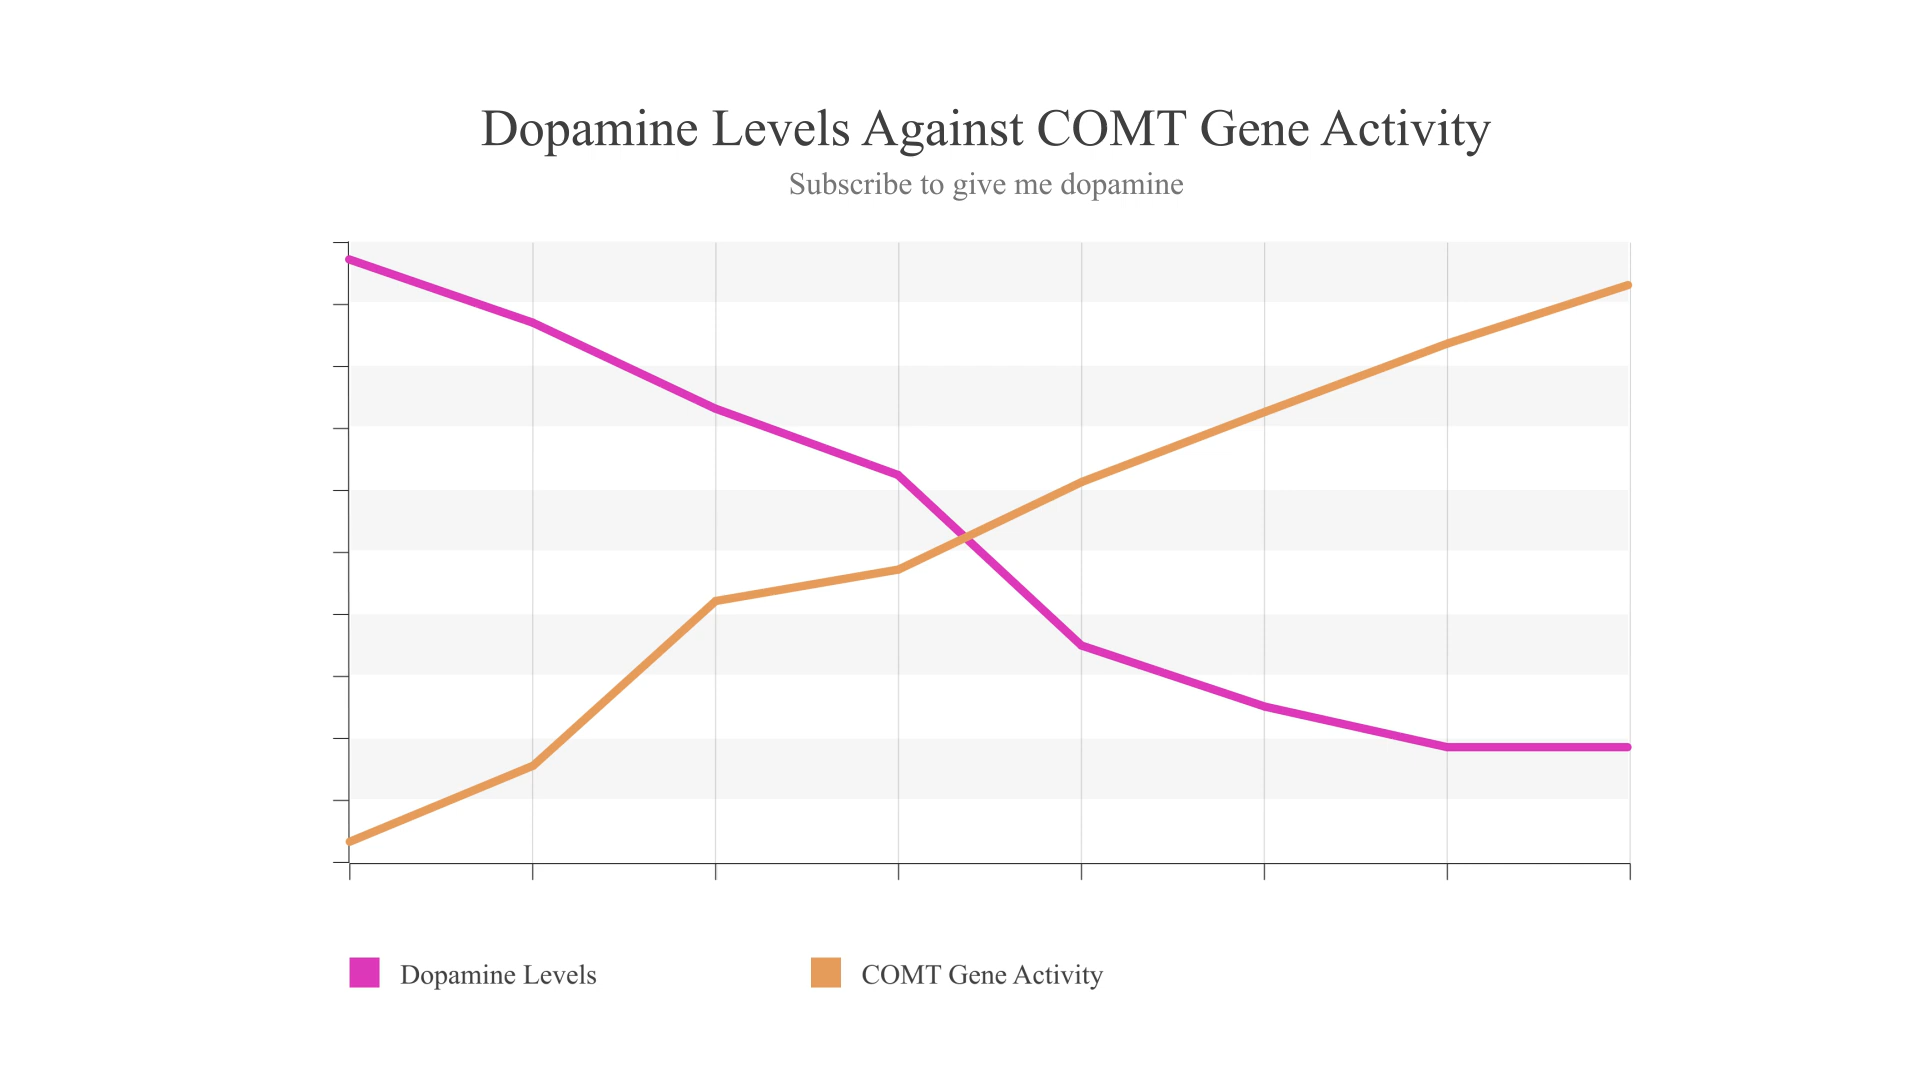 Dopamine Levels Against COMT Gene Activity
Subscribe to give me dopamine
Dopamine Levels
COMT Gene Activity